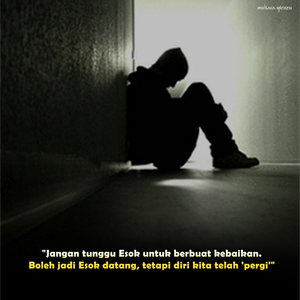 "Jangan tunggu Esok untuk berbuat kebaikan.
Boleh jadi Esok datang, tetapi diri kita telah 'pergi'"